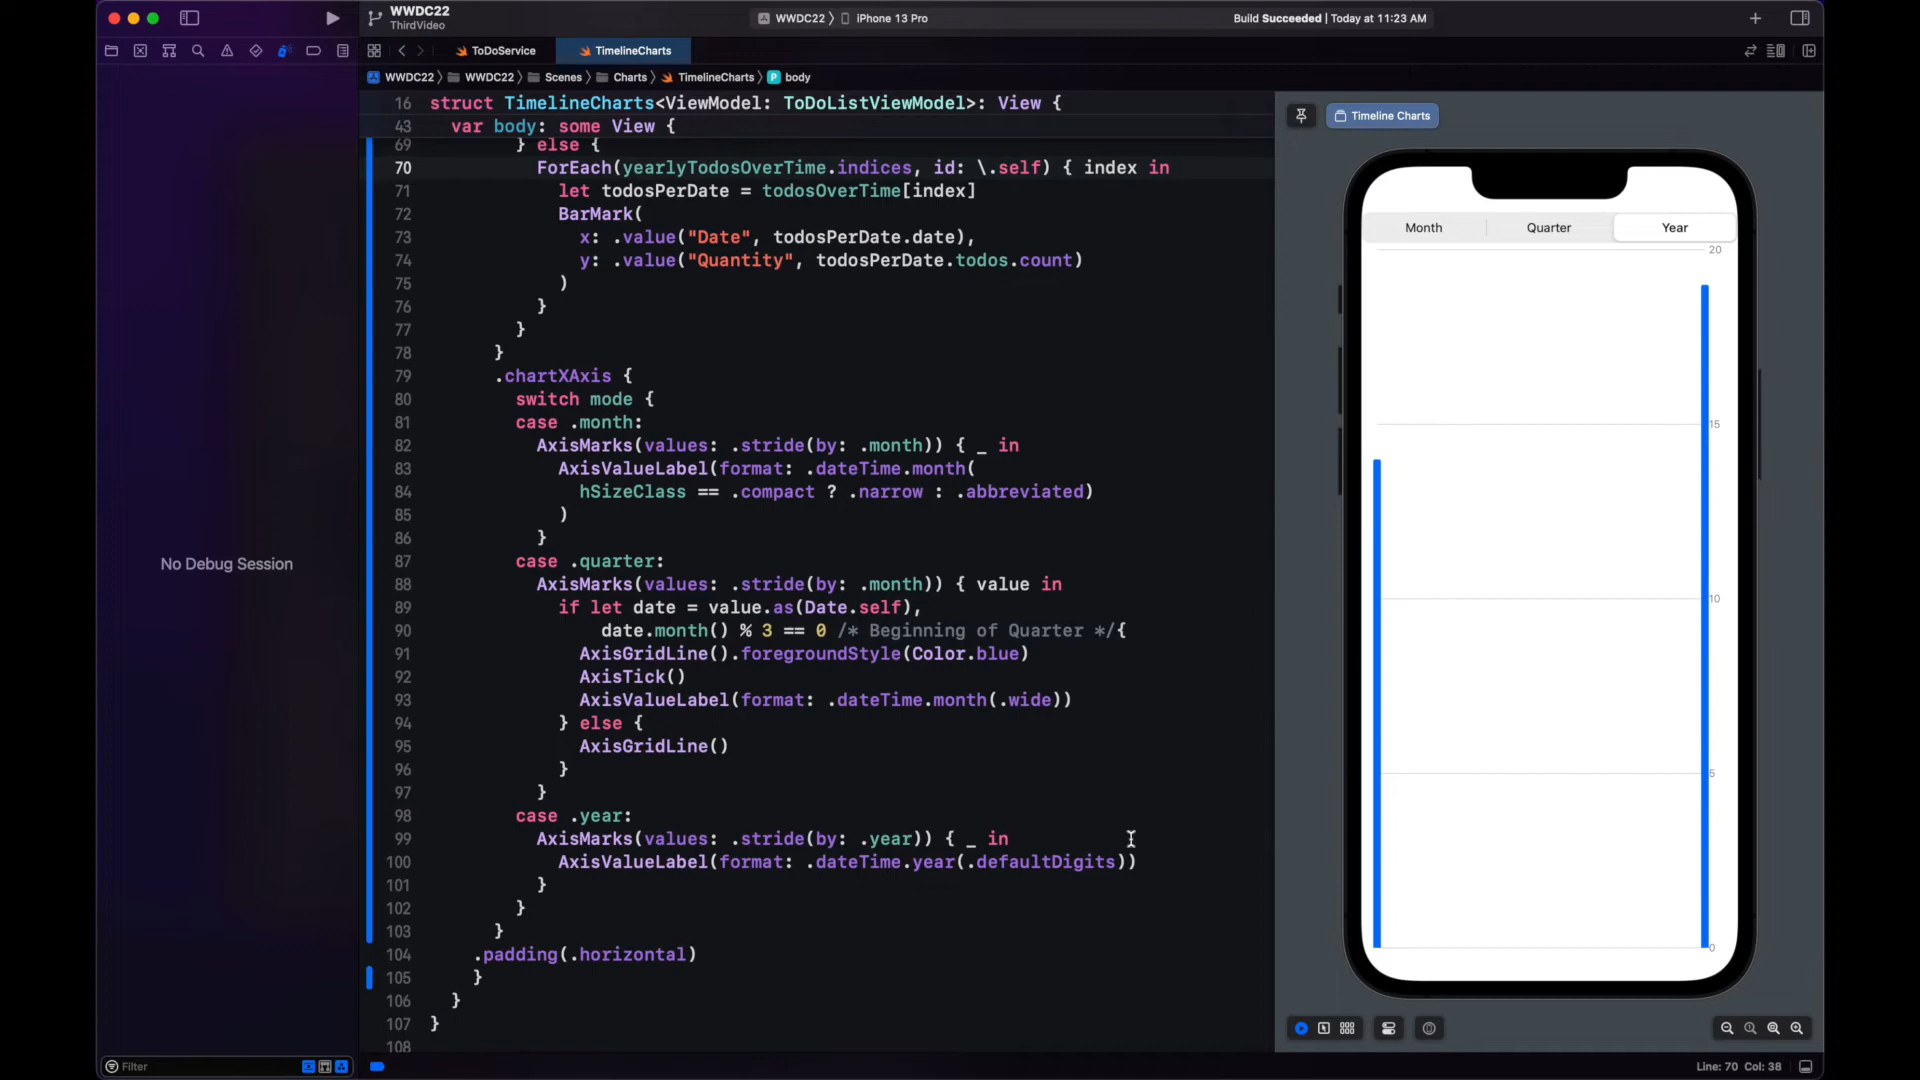 WWDC22
ThirdVideo
WWDC22 〉 iPhone 13 Pro
Build Succeeded | Today at 11:23 AM
ToDoService
TimelineCharts
WWDC22 〉 WWDC22 〉 Scenes 〉 Charts 〉 TimelineCharts 〉 P body
16 struct TimelineCharts<ViewModel: ToDoListViewModel>: View {
43 var body: some View {
69 } else {
70 ForEach(yearlyTodosOverTime.indices, id: \.self) { index in
71 let todosPerDate = todosOverTime[index]
72 BarMark(
73 x: .value("Date", todosPerDate.date),
74 y: .value("Quantity", todosPerDate.todos.count)
75 )
76 }
77 }
78 }
79 .chartXAxis {
80 switch mode {
81 case .month:
82 AxisMarks(values: .stride(by: .month)) { _ in
83 AxisValueLabel(format: .dateTime.month(
84 hSizeClass == .compact ? .narrow : .abbreviated)
85 )
86 }
87 case .quarter:
88 AxisMarks(values: .stride(by: .month)) { value in
89 if let date = value.as(Date.self),
90 date.month() % 3 == 0 /* Beginning of Quarter */{
91 AxisGridLine().foregroundStyle(Color.blue)
92 AxisTick()
93 AxisValueLabel(format: .dateTime.month(.wide))
94 } else {
95 AxisGridLine()
96 }
97 }
98 case .year:
99 AxisMarks(values: .stride(by: .year)) { _ in
100 AxisValueLabel(format: .dateTime.year(.defaultDigits))
101 }
102 }
103 }
104 .padding(.horizontal)
105 }
106 }
107 }
108
No Debug Session
Filter
Timeline Charts
Month Quarter Year
20
15
10
5
0
Line: 70 Col: 38